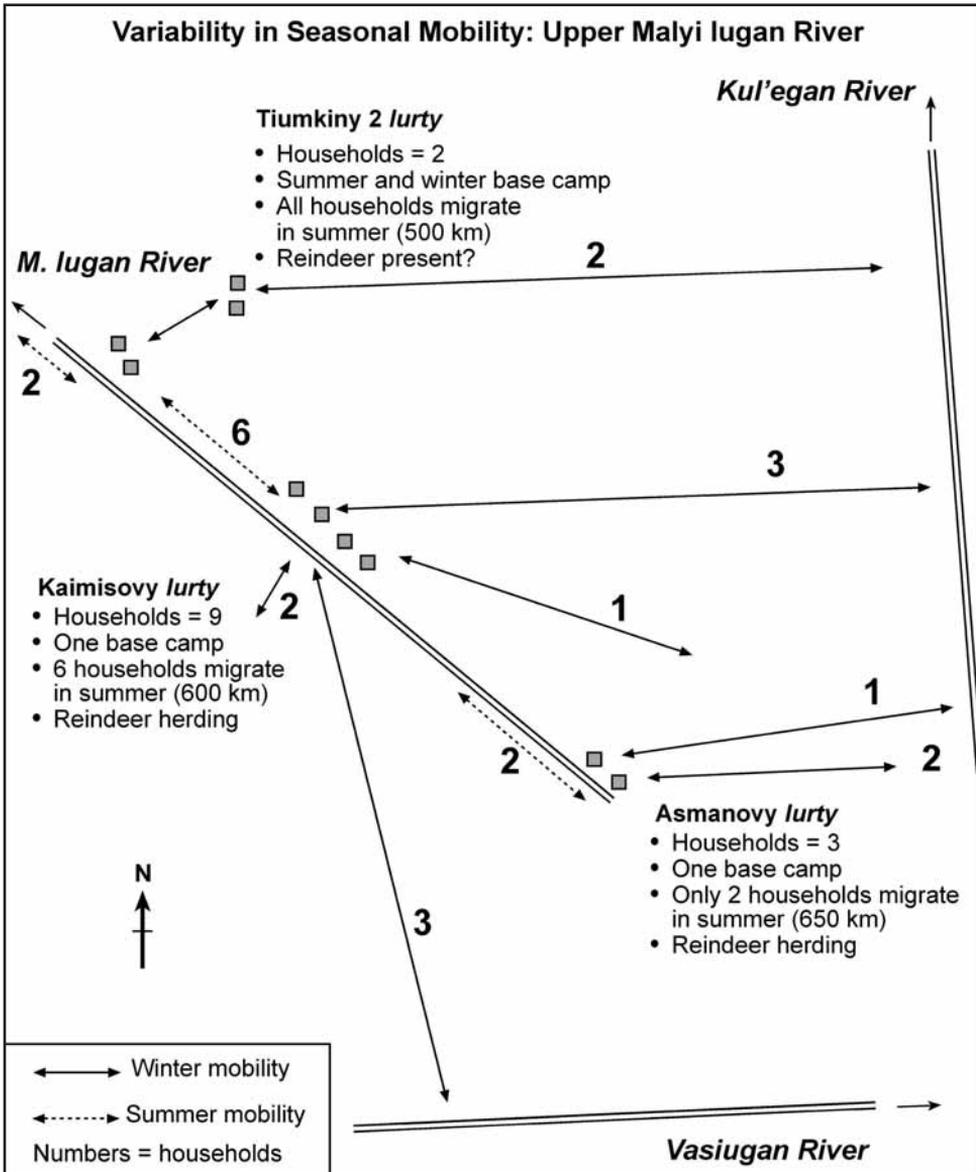 Variability in Seasonal Mobility: Upper Malyi Iugan River
Kul'egan River
Tiumkiny 2 Iurty
• Households = 2
• Summer and winter base camp
• All households migrate
in summer (500 km)
• Reindeer present?
M. Iugan River
2
2
6
3
Kaimisovy Iurty
• Households = 9
• One base camp
• 6 households migrate
in summer (600 km)
• Reindeer herding
2
1
1
2
2
Asmanovy Iurty
• Households = 3
• One base camp
• Only 2 households migrate
in summer (650 km)
• Reindeer herding
N
3
Winter mobility
Summer mobility
Numbers = households
Vasiugan River